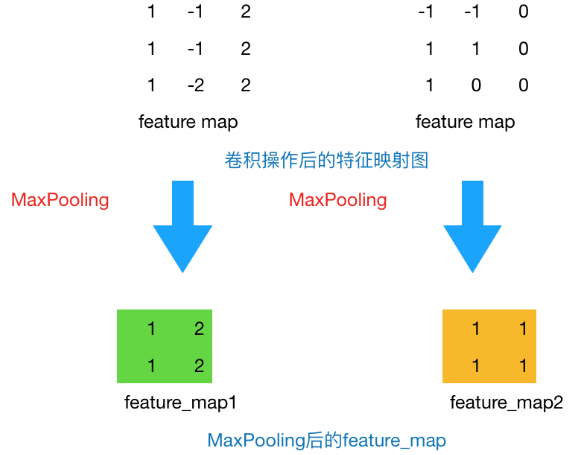 1 -1 2 -1 -1 0
1 -1 2 1 1 0
1 -2 2 1 0 0
feature map feature map
卷积操作后的特征映射图
MaxPooling MaxPooling
1 2 1 1
1 2 1 1
feature_map1 feature_map2
MaxPooling后的feature_map